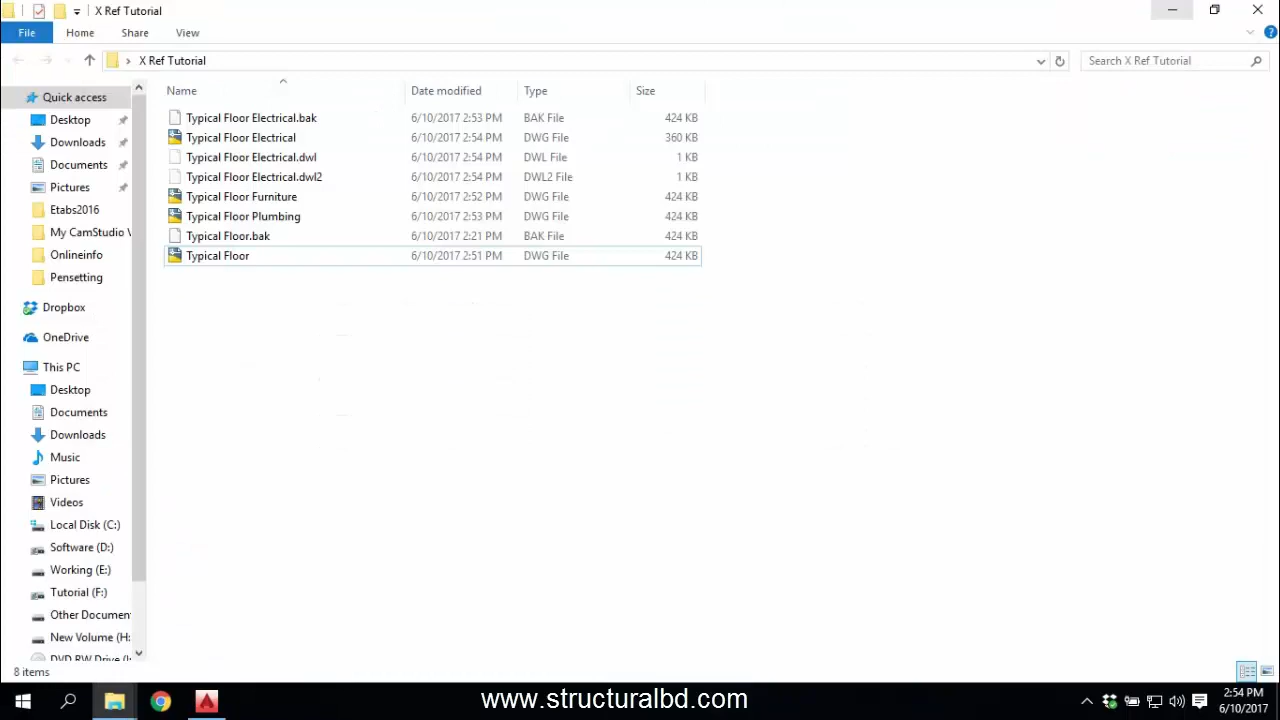 X Ref Tutorial
File Home Share View
X Ref Tutorial Search X Ref Tutorial
Name Date modified Type Size
Typical Floor Electrical.bak 6/10/2017 2:53 PM BAK File 424 KB
Typical Floor Electrical 6/10/2017 2:54 PM DWG File 360 KB
Typical Floor Electrical.dwl 6/10/2017 2:54 PM DWL File 1 KB
Typical Floor Electrical.dwl2 6/10/2017 2:54 PM DWL2 File 1 KB
Typical Floor Furniture 6/10/2017 2:52 PM DWG File 424 KB
Typical Floor Plumbing 6/10/2017 2:53 PM DWG File 424 KB
Typical Floor.bak 6/10/2017 2:21 PM BAK File 424 KB
Typical Floor 6/10/2017 2:51 PM DWG File 424 KB
Quick access
Desktop
Downloads
Documents
Pictures
Etabs2016
My CamStudio V
Onlineinfo
Pensetting
Dropbox
OneDrive
This PC
Desktop
Documents
Downloads
Music
Pictures
Videos
Local Disk (C:)
Software (D:)
Working (E:)
Tutorial (F:)
Other Documen
New Volume (H:
DVD RW Drive (I:
8 items
www.structuralbd.com
2:54 PM
6/10/2017